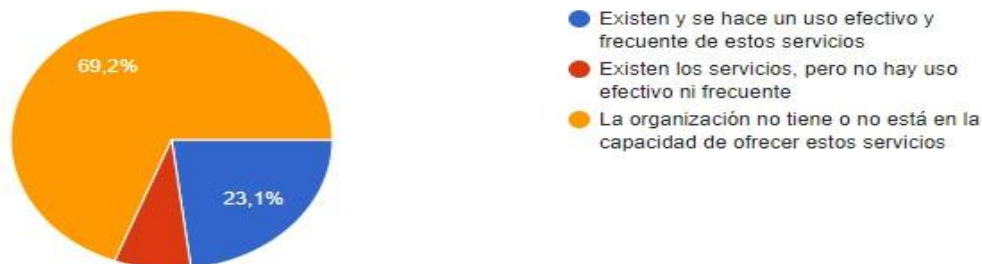 69,2%
23,1%
Existen y se hace un uso efectivo y
frecuente de estos servicios
Existen los servicios, pero no hay uso
efectivo ni frecuente
La organización no tiene o no está en la
capacidad de ofrecer estos servicios